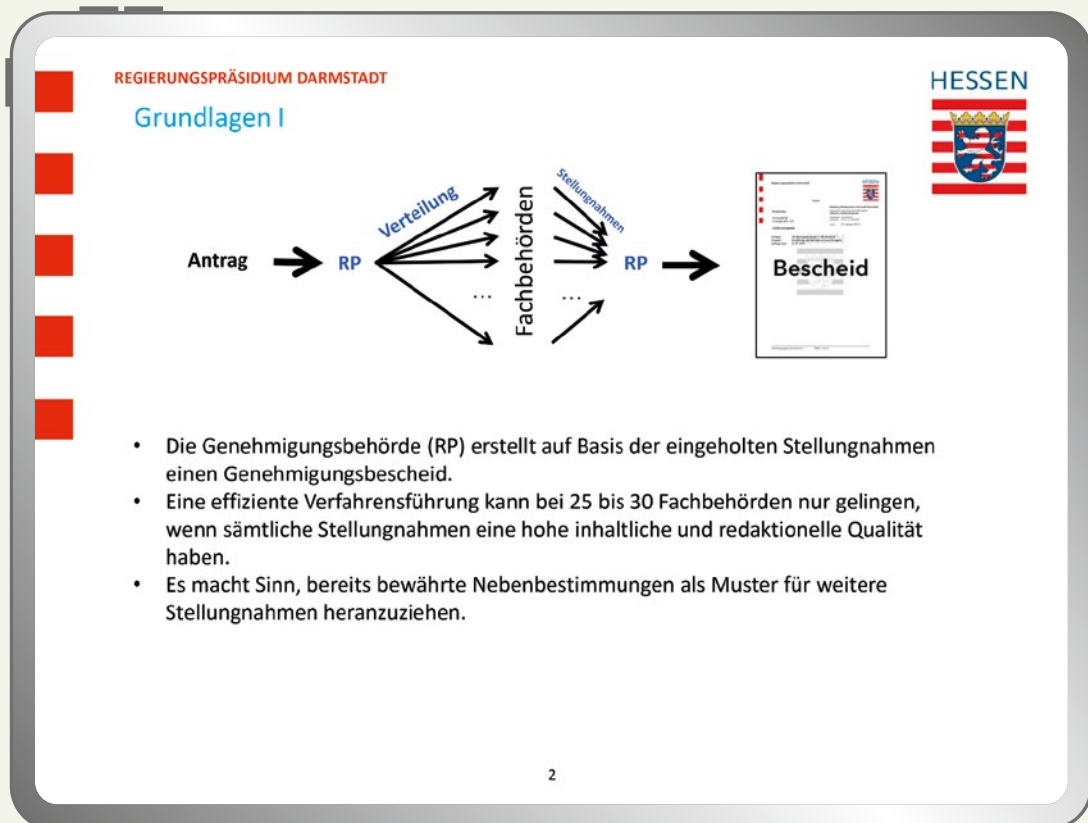 REGIERUNGSPRÄSIDIUM DARMSTADT
HESSEN
Grundlagen I
Antrag
RP
Verteilung
...
Fachbehörden
Stellungnahmen
...
RP
HESSEN
Bescheid
• Die Genehmigungsbehörde (RP) erstellt auf Basis der eingeholten Stellungnahmen
einen Genehmigungsbescheid.
• Eine effiziente Verfahrensführung kann bei 25 bis 30 Fachbehörden nur gelingen,
wenn sämtliche Stellungnahmen eine hohe inhaltliche und redaktionelle Qualität
haben.
• Es macht Sinn, bereits bewährte Nebenbestimmungen als Muster für weitere
Stellungnahmen heranzuziehen.
2